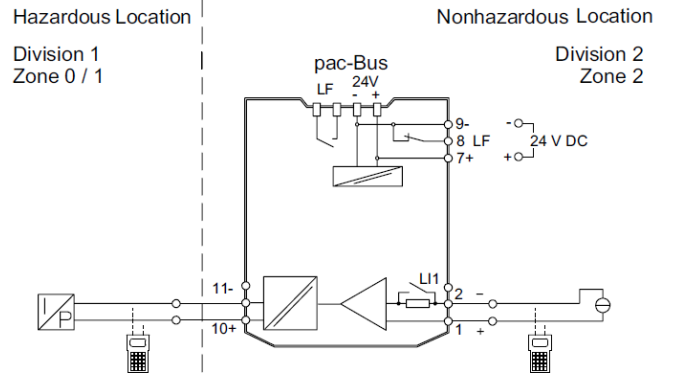 Hazardous Location
Nonhazardous Location
Division 1
Zone 0 / 1
Division 2
Zone 2
pac-Bus
LF
24V
- +
9-
8 LF
7+
-
+
24 V DC
LI1
11-
10+
2 -
1 +
I
P